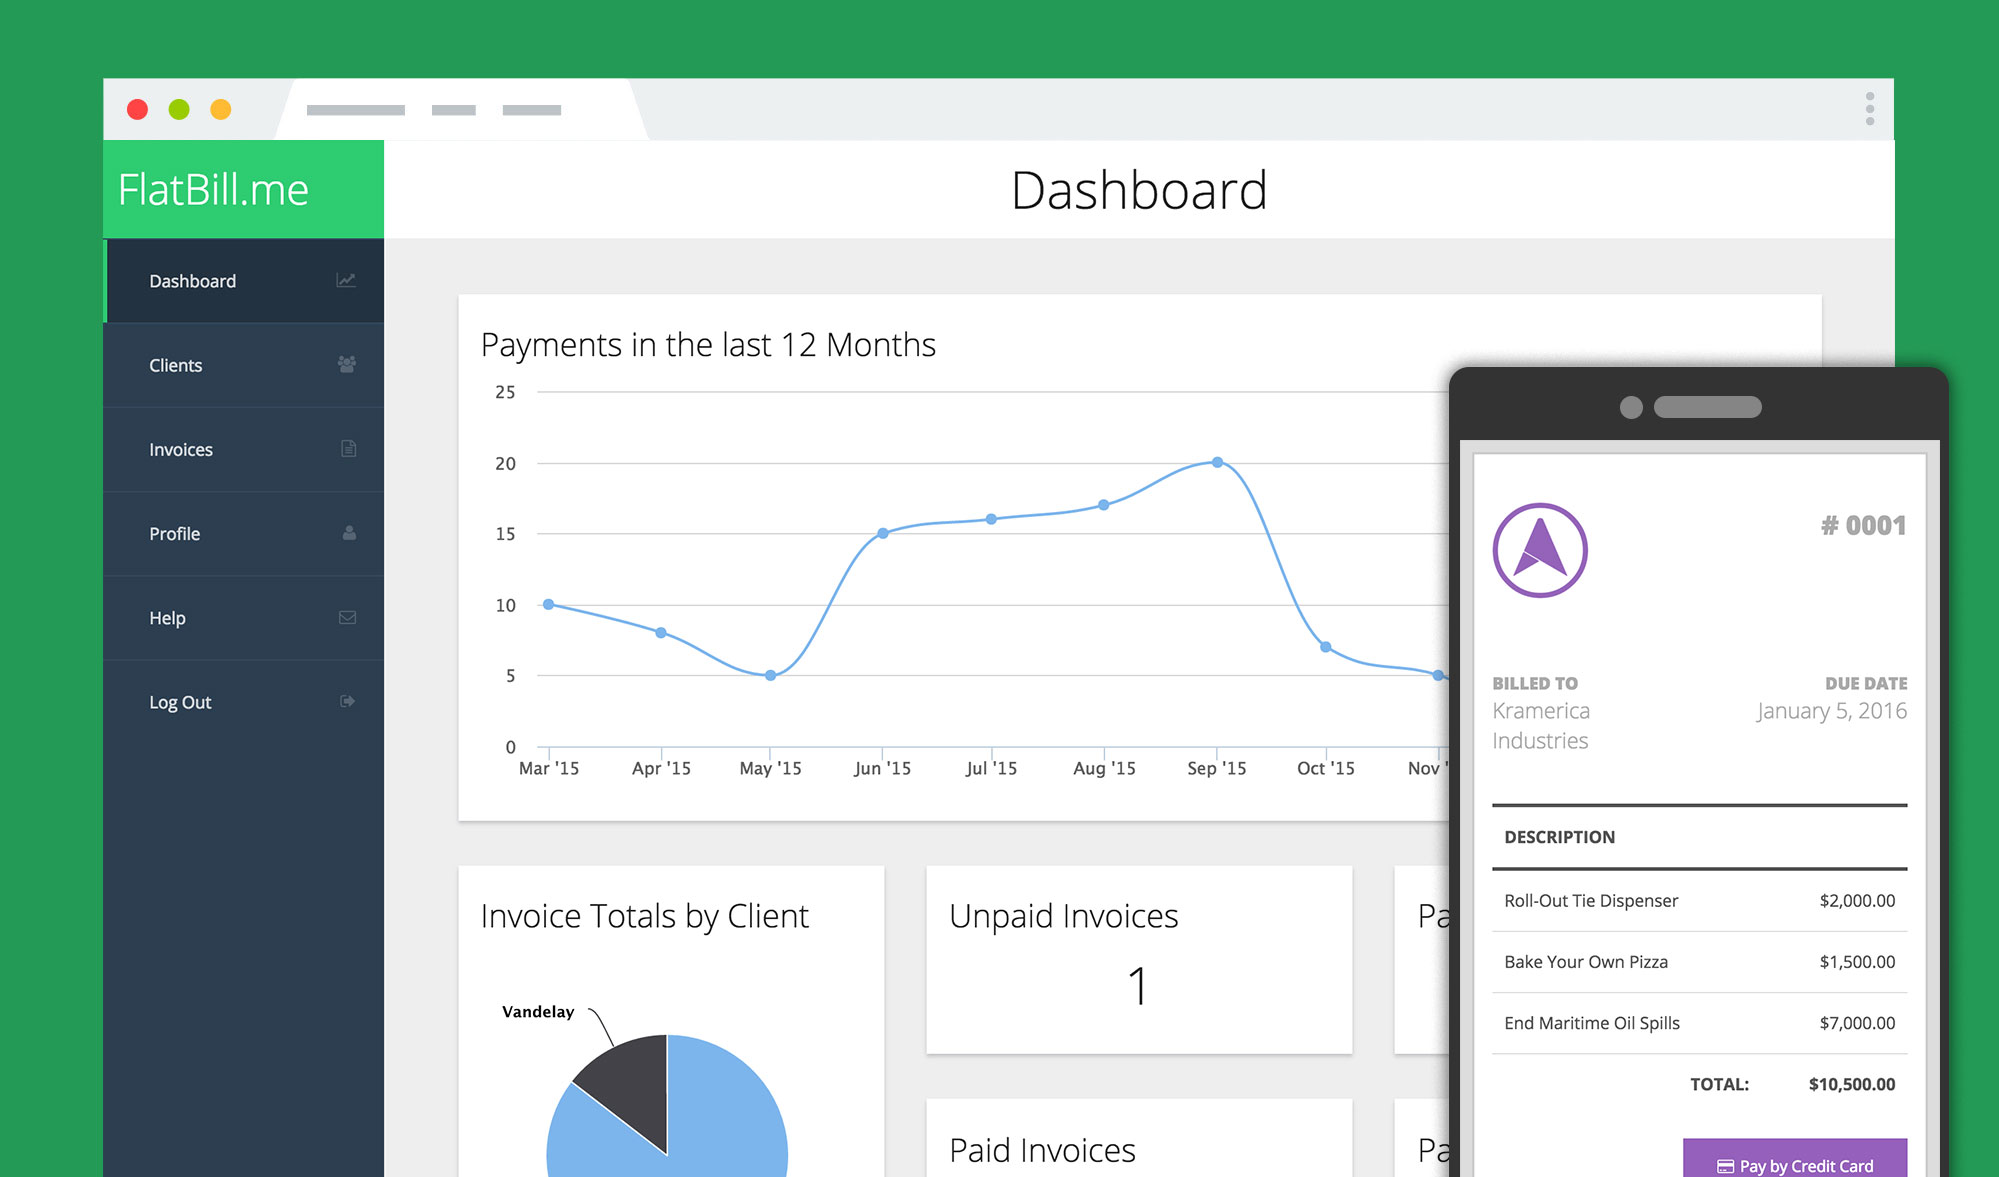 FlatBill.me
Dashboard
Dashboard
Clients
Invoices
Profile
Help
Log Out
Payments in the last 12 Months
25
20
15
10
5
0
Mar '15 Apr '15 May '15 Jun '15 Jul '15 Aug '15 Sep '15 Oct '15 Nov '
Invoice Totals by Client
Vandelay
Unpaid Invoices
1
Paid Invoices
Pa
Pa
# 0001
BILLED TO DUE DATE
Kramerica January 5, 2016
Industries
DESCRIPTION
Roll-Out Tie Dispenser $2,000.00
Bake Your Own Pizza $1,500.00
End Maritime Oil Spills $7,000.00
TOTAL: $10,500.00
Pay by Credit Card